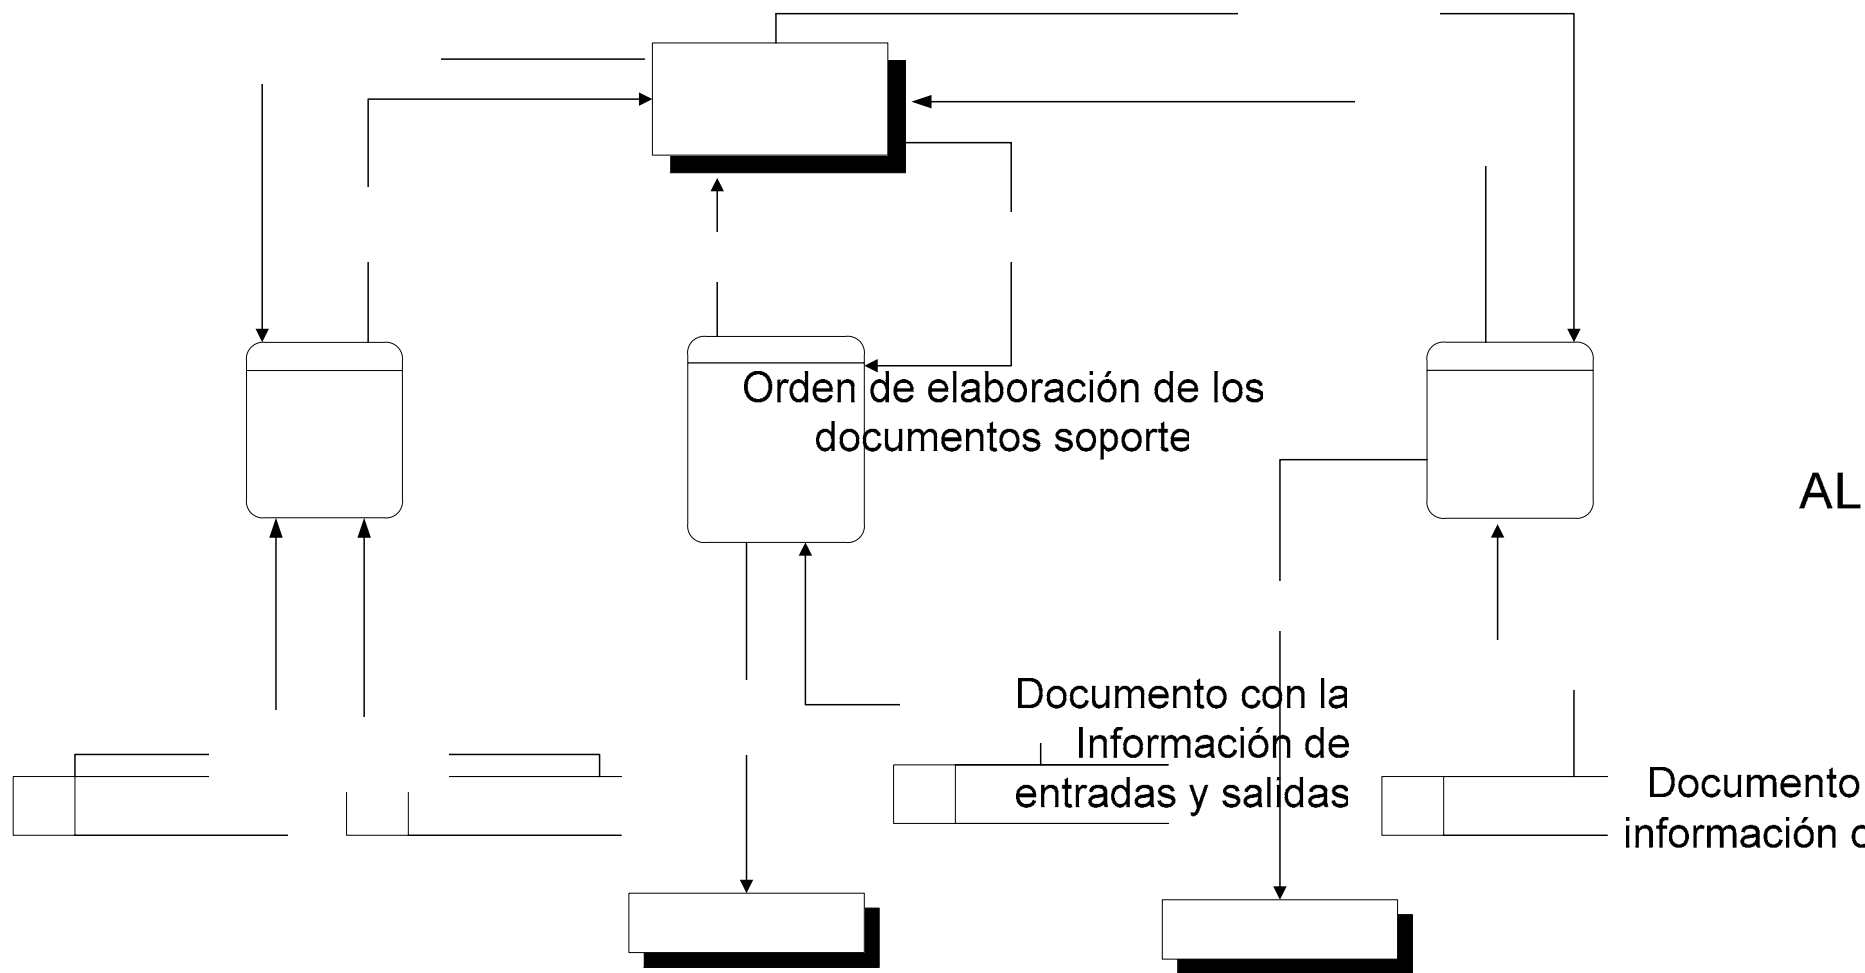 Orden de elaboración de los
documentos soporte
AL
Documento con la
Información de
entradas y salidas
Documento
información